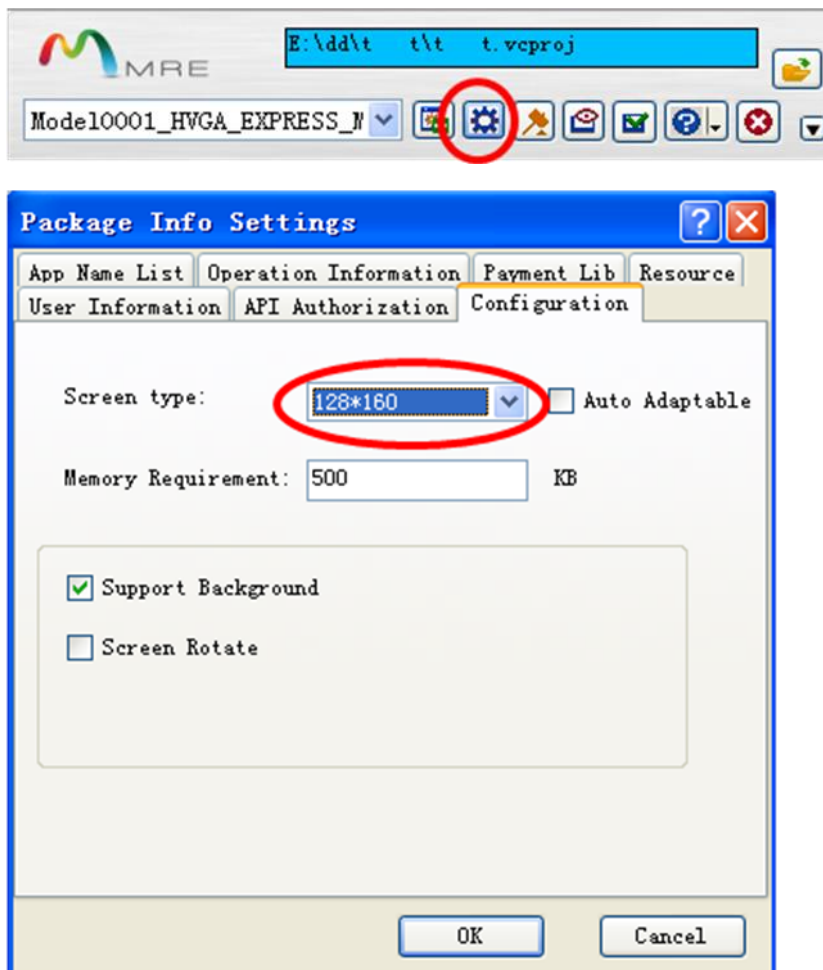 E:\dd\t t\t t.vcproj
MRE
Model0001_HVGA_EXPRESS_
Package Info Settings
App Name List Operation Information Payment Lib Resource
User Information API Authorization Configuration
Screen type: 128*160 Auto Adaptable
Memory Requirement: 500 KB
Support Background
Screen Rotate
OK Cancel